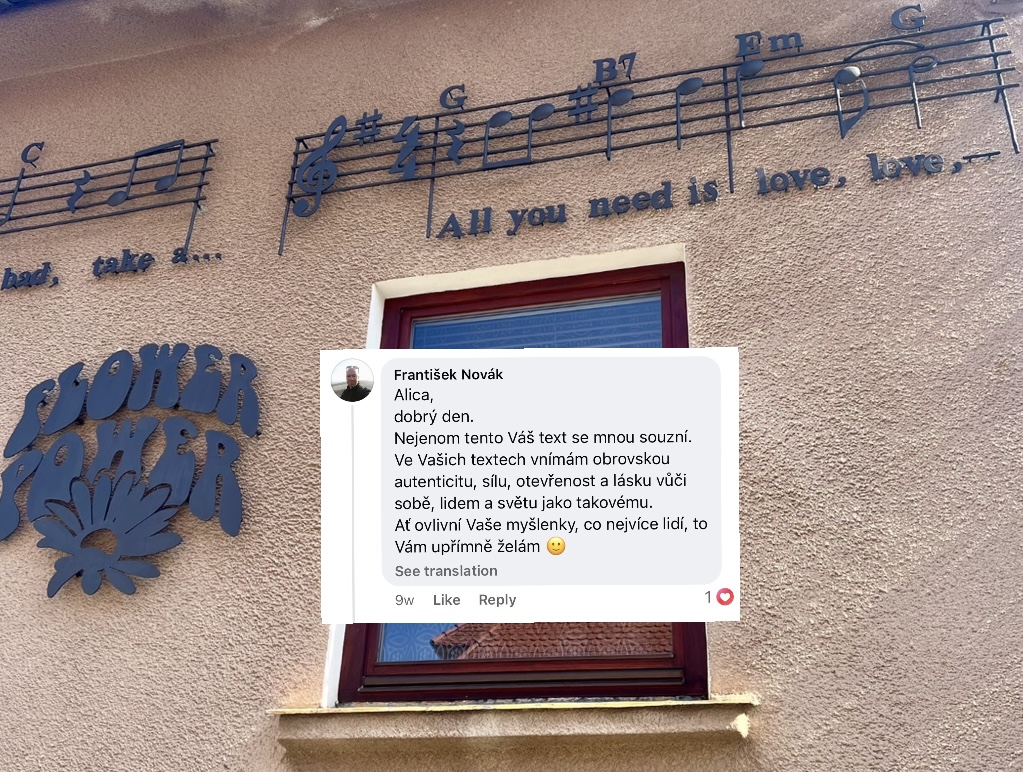 G
Em
B7
G
C
All you need is love, love,..
bad, take a...
FLOWER
POWER
František Novák
Alica,
dobrý den.
Nejenom tento Váš text se mnou souzní.
Ve Vašich textech vnímám obrovskou
autenticitu, sílu, otevřenost a lásku vůči
sobě, lidem a světu jako takovému.
Ať ovlivní Vaše myšlenky, co nejvíce lidí, to
Vám upřímně želám 🙂
See translation
9w Like Reply 1